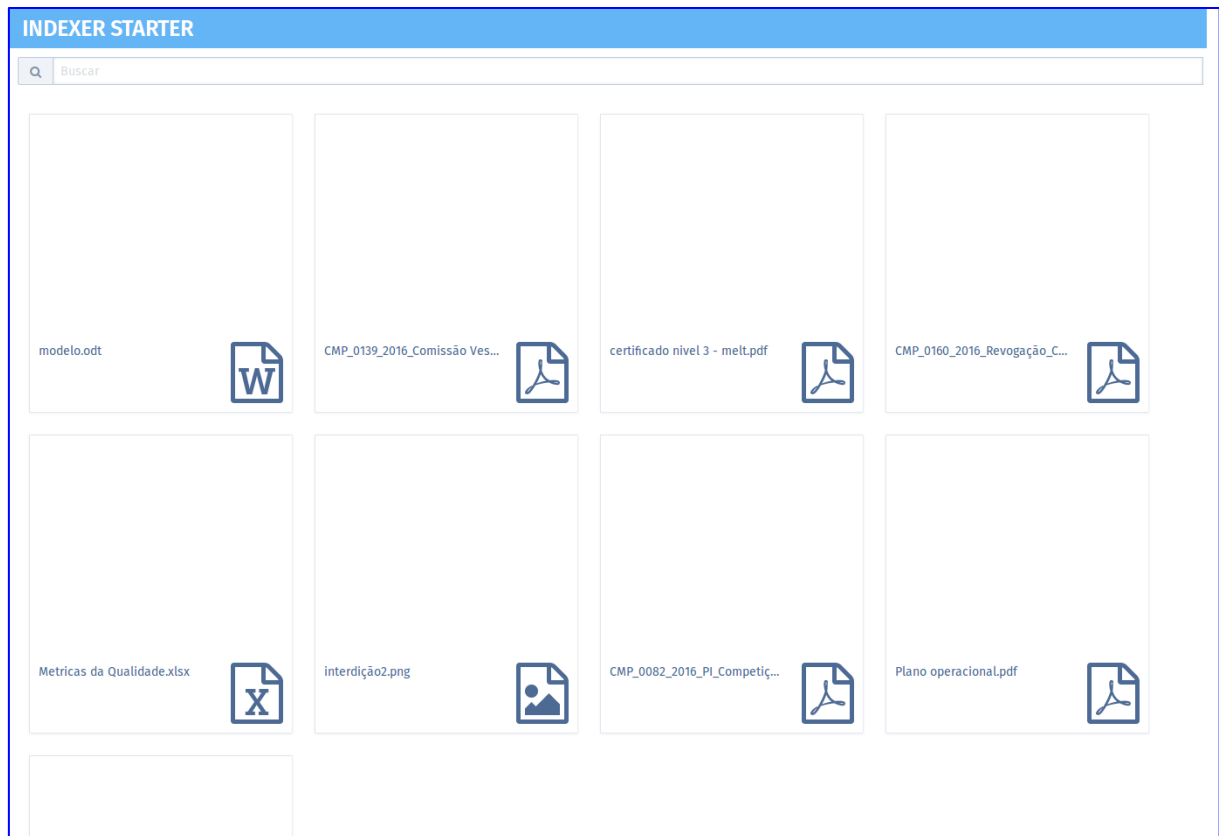 INDEXER STARTER
Buscar
modelo.odt
W
CMP_0139_2016_Comissão Ves...
certificado nivel 3 - melt.pdf
CMP_0160_2016_Revogação_C...
Metricas da Qualidade.xlsx
X
interdição2.png
CMP_0082_2016_PI_Competiç...
Plano operacional.pdf